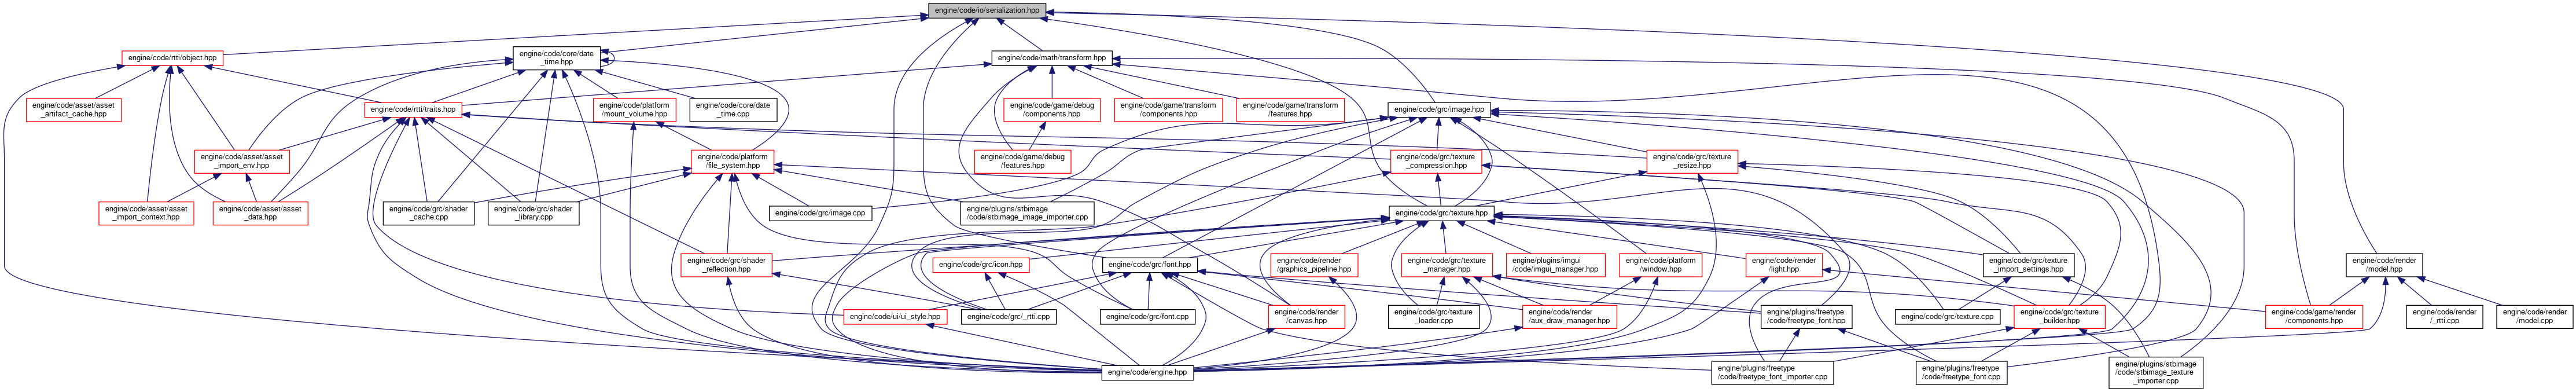 engine/code/io/serialization.hpp
engine/code/rtti/object.hpp
engine/code/core/date
_time.hpp
engine/code/math/transform.hpp
engine/code/asset/asset
_artifact_cache.hpp
engine/code/rtti/traits.hpp
engine/code/platform
/mount_volume.hpp
engine/code/core/date
_time.cpp
engine/code/game/debug
/components.hpp
engine/code/game/transform
/components.hpp
engine/code/game/transform
/features.hpp
engine/code/grc/image.hpp
engine/code/asset/asset
_import_env.hpp
engine/code/platform
/file_system.hpp
engine/code/game/debug
/features.hpp
engine/code/grc/texture
_compression.hpp
engine/code/grc/texture
_resize.hpp
engine/code/asset/asset
_import_context.hpp
engine/code/asset/asset
_data.hpp
engine/code/grc/shader
_cache.cpp
engine/code/grc/shader
_library.cpp
engine/code/grc/image.cpp
engine/plugins/stbimage
/code/stbimage_image_importer.cpp
engine/code/grc/texture.hpp
engine/code/grc/shader
_reflection.hpp
engine/code/grc/icon.hpp
engine/code/grc/font.hpp
engine/code/render
/graphics_pipeline.hpp
engine/code/grc/texture
_manager.hpp
engine/plugins/imgui
/code/imgui_manager.hpp
engine/code/platform
/window.hpp
engine/code/render
/light.hpp
engine/code/grc/texture
_import_settings.hpp
engine/code/render
/model.hpp
engine/code/ui/ui_style.hpp
engine/code/grc/_rtti.cpp
engine/code/grc/font.cpp
engine/code/render
/canvas.hpp
engine/code/grc/texture
_loader.cpp
engine/code/render
/aux_draw_manager.hpp
engine/plugins/freetype
/code/freetype_font.hpp
engine/code/grc/texture.cpp
engine/code/grc/texture
_builder.hpp
engine/code/game/render
/components.hpp
engine/code/render
/_rtti.cpp
engine/code/render
/model.cpp
engine/code/engine.hpp
engine/plugins/freetype
/code/freetype_font_importer.cpp
engine/plugins/freetype
/code/freetype_font.cpp
engine/plugins/stbimage
/code/stbimage_texture
_importer.cpp